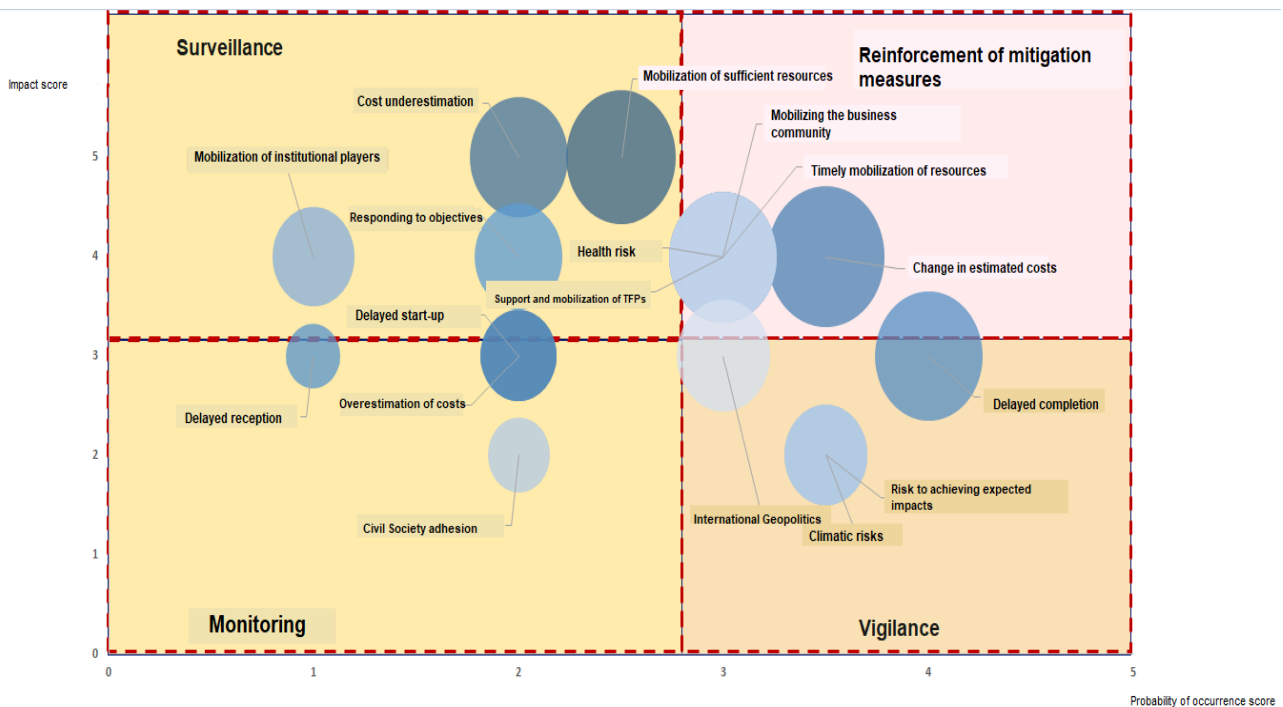 Surveillance
Reinforcement of mitigation
measures
Impact score
Mobilization of sufficient resources
Cost underestimation
Mobilizing the business
community
5
Mobilization of institutional players
Timely mobilization of resources
Responding to objectives
4
Health risk
Change in estimated costs
Support and mobilization of TFPs
Delayed start-up
3
Overestimation of costs
Delayed completion
Delayed reception
2
Risk to achieving expected
impacts
International Geopolitics
Civil Society adhesion
Climatic risks
1
Monitoring
Vigilance
0
0 1 2 3 4 5
Probability of occurrence score